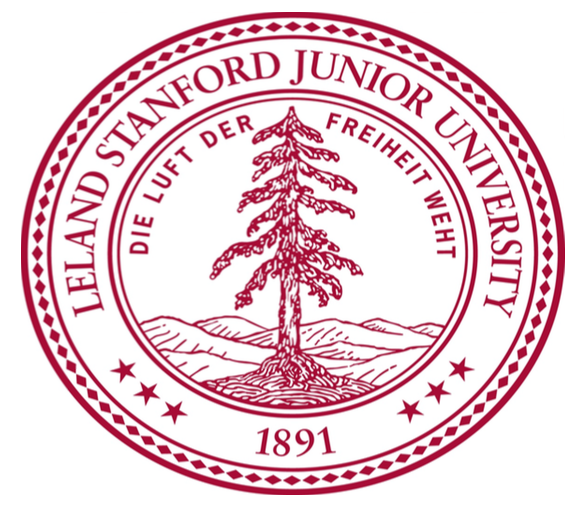 LELAND STANFORD JUNIOR UNIVERSITY
DIE LUFT DER FREIHEIT WEHT
1891